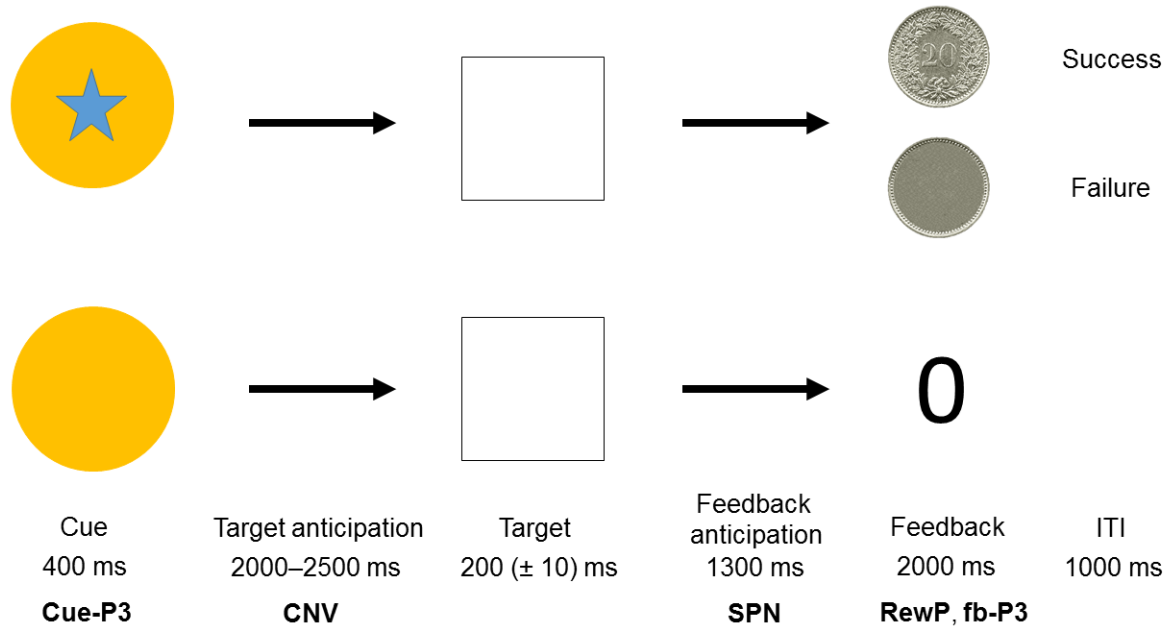 20
Success
Failure
0
Cue
400 ms
Cue-P3
Target anticipation
2000–2500 ms
CNV
Target
200 (± 10) ms
Feedback
anticipation
1300 ms
SPN
Feedback
2000 ms
RewP, fb-P3
ITI
1000 ms